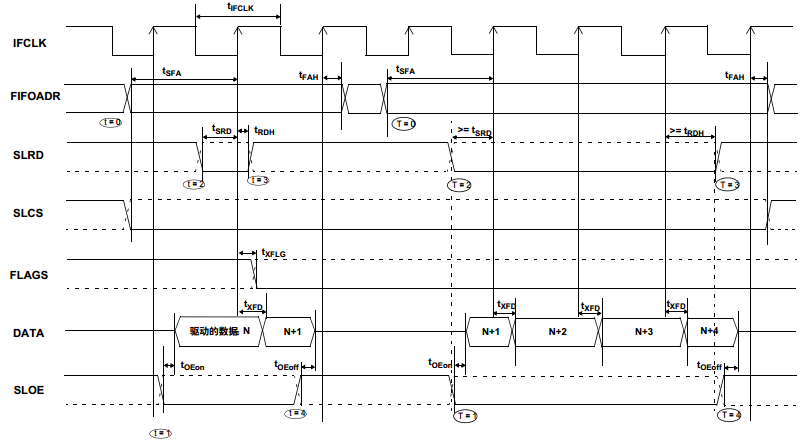 tIFCLK
IFCLK
tSFA
tFAH
tSFA
tFAH
FIFOADR
t = 0
T = 0
tSRD
tRDH
>= tSRD
>= tRDH
SLRD
t = 2
t = 3
T = 2
T = 3
SLCS
tXFLG
FLAGS
tXFD
tXFD
tXFD
tXFD
DATA
驱动的数据 N
N+1
N+1
N+2
N+3
N+4
tOEon
tOEoff
tOEon
tOEoff
SLOE
t = 4
T = 1
T = 4
t = 1